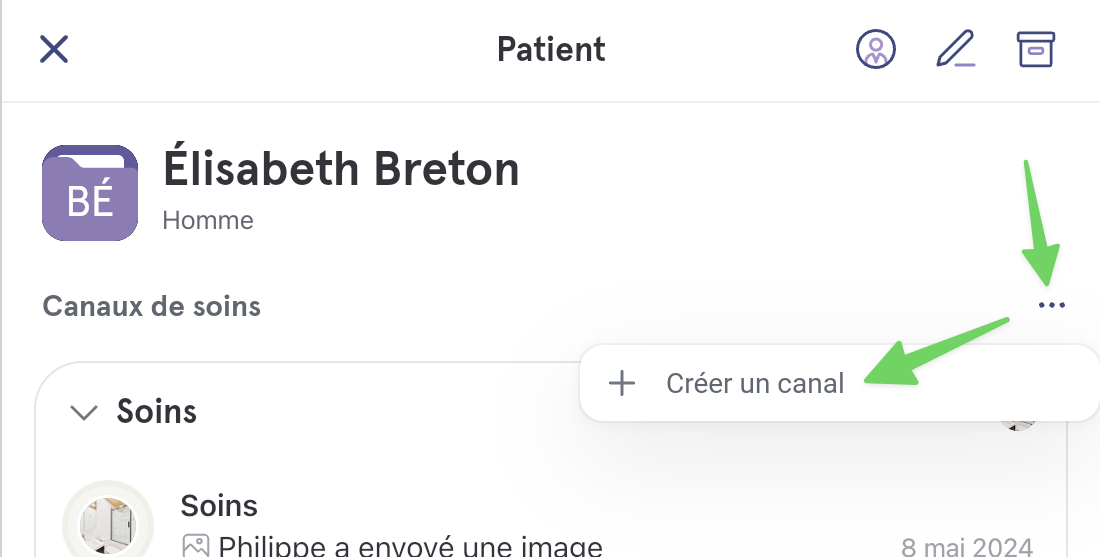 Patient
BÉ
Élisabeth Breton
Homme
Canaux de soins
...
Créer un canal
Soins
Soins
Philippe a envoyé une image
8 mai 2024